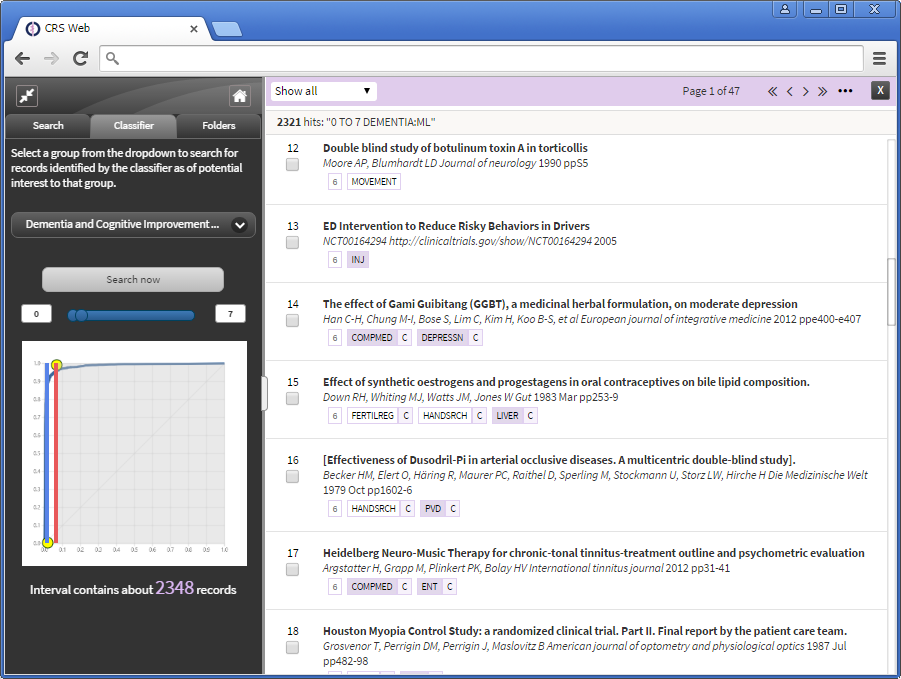 CRS Web
Search
Classifier
Folders
Select a group from the dropdown to search for
records identified by the classifier as of potential
interest to that group.
Dementia and Cognitive Improvement ...
Search now
0
7
1.0
0.9
0.8
0.7
0.6
0.5
0.4
0.3
0.2
0.1
0.0
0.0 0.1 0.2 0.3 0.4 0.5 0.6 0.7 0.8 0.9 1.0
Interval contains about 2348 records
Show all
Page 1 of 47
X
2321 hits: "0 TO 7 DEMENTIA:ML"
12
Double blind study of botulinum toxin A in torticollis
Moore AP, Blumhardt LD Journal of neurology 1990 ppS5
6 MOVEMENT
13
ED Intervention to Reduce Risky Behaviors in Drivers
NCT00164294 http://clinicaltrials.gov/show/NCT00164294 2005
6 INJ
14
The effect of Gami Guibitang (GGBT), a medicinal herbal formulation, on moderate depression
Han C-H, Chung M-I, Bose S, Lim C, Kim H, Koo B-S, et al European journal of integrative medicine 2012 ppe400-e407
6 COMPMED C DEPRESSN C
15
Effect of synthetic oestrogens and progestagens in oral contraceptives on bile lipid composition.
Down RH, Whiting MJ, Watts JM, Jones W Gut 1983 Mar pp253-9
6 FERTILREG C HANDSRCH C LIVER C
16
[Effectiveness of Dusodril-Pi in arterial occlusive diseases. A multicentric double-blind study].
Becker HM, Elert O, Häring R, Maurer PC, Raithel D, Sperling M, Stockmann U, Storz LW, Hirche H Die Medizinische Welt
1979 Oct pp1602-6
6 HANDSRCH C PVD C
17
Heidelberg Neuro-Music Therapy for chronic-tonal tinnitus-treatment outline and psychometric evaluation
Argstatter H, Grapp M, Plinkert PK, Bolay HV International tinnitus journal 2012 pp31-41
6 COMPMED C ENT C
18
Houston Myopia Control Study: a randomized clinical trial. Part II. Final report by the patient care team.
Grosvenor T, Perrigin DM, Perrigin J, Maslovitz B American journal of optometry and physiological optics 1987 Jul
pp482-98